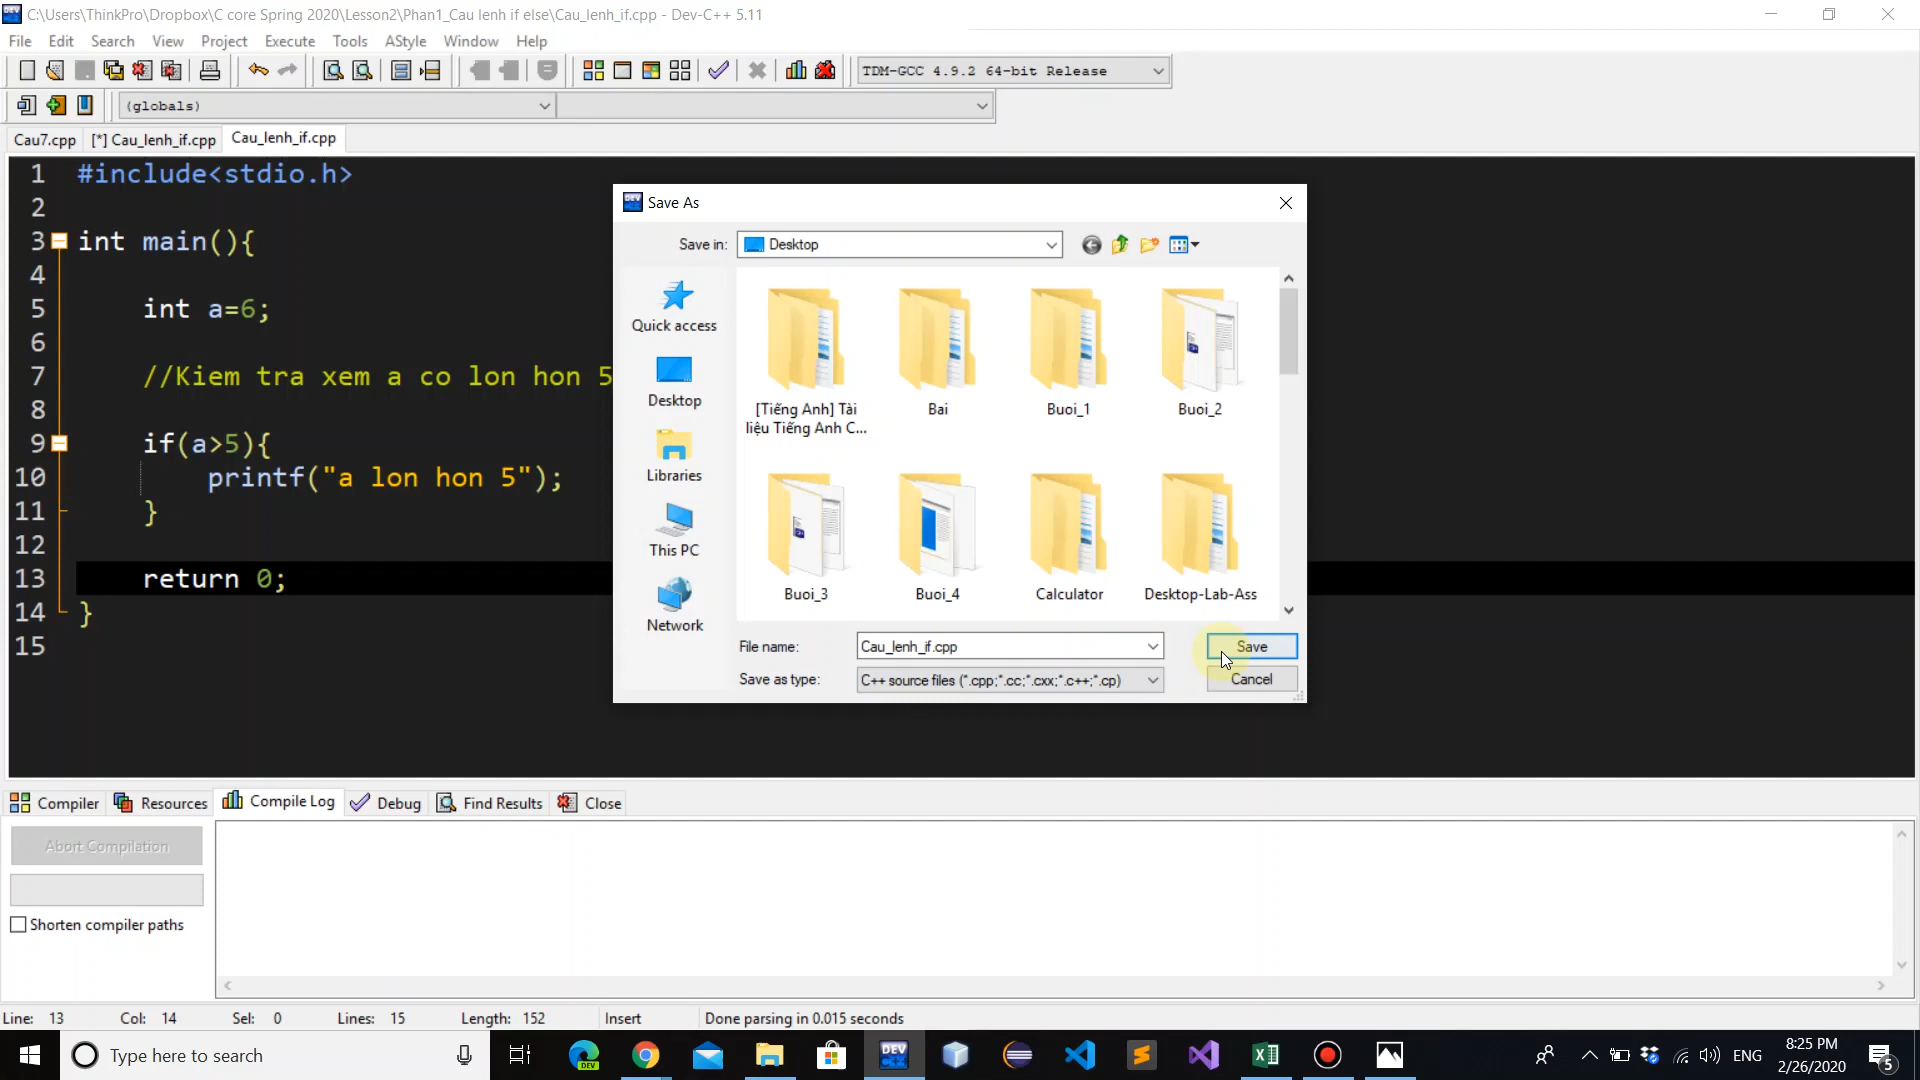 C:\Users\ThinkPro\Dropbox\C core Spring 2020\Lesson2\Phan1_Cau lenh if else\Cau_lenh_if.cpp - Dev-C++ 5.11
File Edit Search View Project Execute Tools AStyle Window Help
TDM-GCC 4.9.2 64-bit Release
(globals)
Cau7.cpp [*] Cau_lenh_if.cpp Cau_lenh_if.cpp
1 #include<stdio.h>
2
3 int main(){
4
5 int a=6;
6
7 //Kiem tra xem a co lon hon 5
8
9 if(a>5){
10 printf("a lon hon 5");
11 }
12
13 return 0;
14 }
15
Save As
Save in: Desktop
Quick access
Desktop
Libraries
This PC
Network
[Tiếng Anh] Tài
liệu Tiếng Anh C...
Bai
Buoi_1
Buoi_2
Buoi_3
Buoi_4
Calculator
Desktop-Lab-Ass
File name: Cau_lenh_if.cpp Save
Save as type: C++ source files (*.cpp;*.cc;*.cxx;*.c++;*.cp) Cancel
Compiler Resources Compile Log Debug Find Results Close
Abort Compilation
Shorten compiler paths
Line: 13 Col: 14 Sel: 0 Lines: 15 Length: 152 Insert Done parsing in 0.015 seconds
Type here to search
DEV
DEV
ENG
8:25 PM
2/26/2020
5